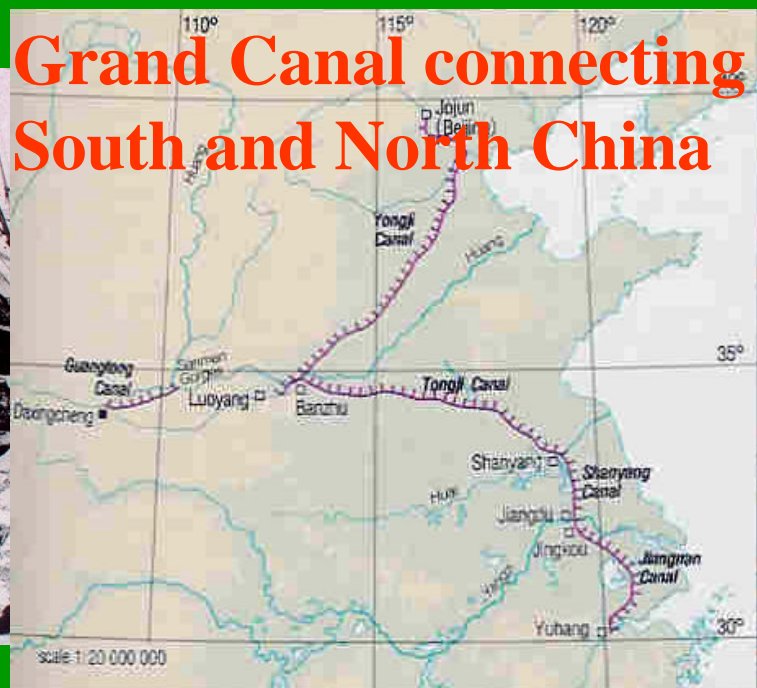 110° 115° 120°
Grand Canal connecting
South and North China
Jojun
(Beijing)
Huang
Yongji
Canal
Huang
35°
Guangtong
Canal
Sanmen
Gorges
Luoyang
Banzhu
Tongji Canal
Daxingcheng
Shanyang
Shanyang
Canal
Huai
Jiangdu
Jingkou
Jiangnan
Canal
Yangzi
Yuhang
30°
scale 1:20 000 000